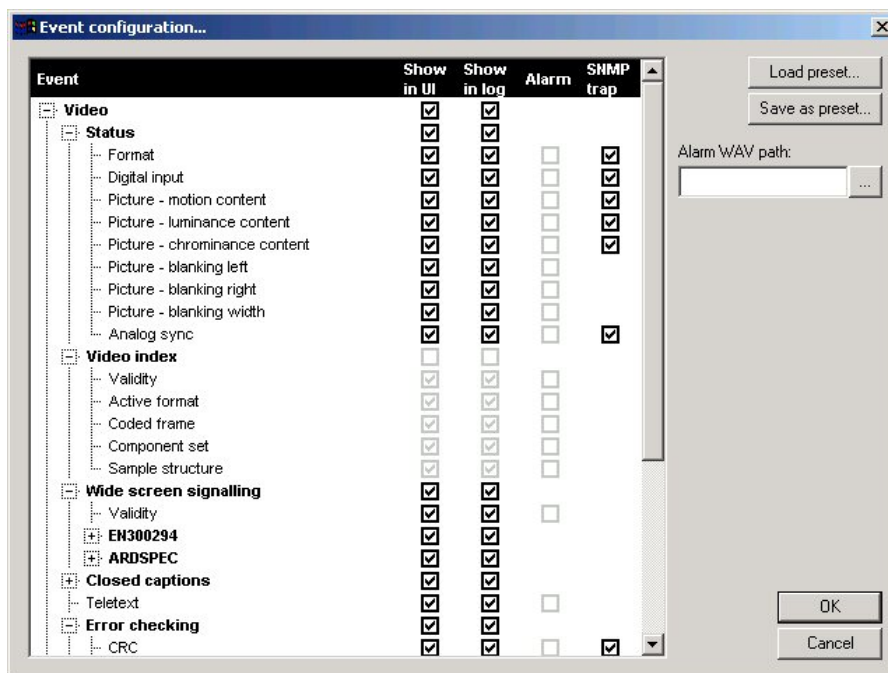 Event configuration...
Event Show in UI Show in log Alarm SNMP trap
Video
Status
Format
Digital input
Picture - motion content
Picture - luminance content
Picture - chrominance content
Picture - blanking left
Picture - blanking right
Picture - blanking width
Analog sync
Video index
Validity
Active format
Coded frame
Component set
Sample structure
Wide screen signalling
Validity
EN300294
ARDSPEC
Closed captions
Teletext
Error checking
CRC
Load preset...
Save as preset...
Alarm WAV path:
...
OK
Cancel